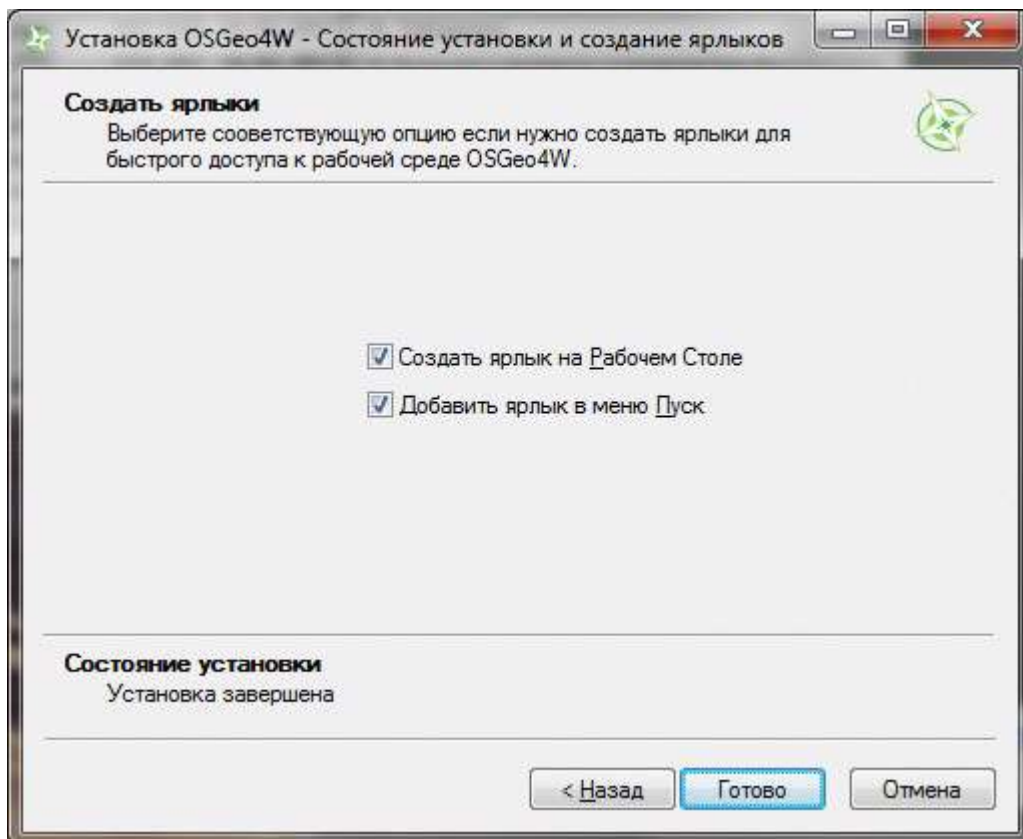 Установка OSGeo4W - Состояние установки и создание ярлыков
Создать ярлыки
Выберите сооветствующую опцию если нужно создать ярлыки для
быстрого доступа к рабочей среде OSGeo4W.
Создать ярлык на Рабочем Столе
Добавить ярлык в меню Пуск
Состояние установки
Установка завершена
< Назад Готово Отмена